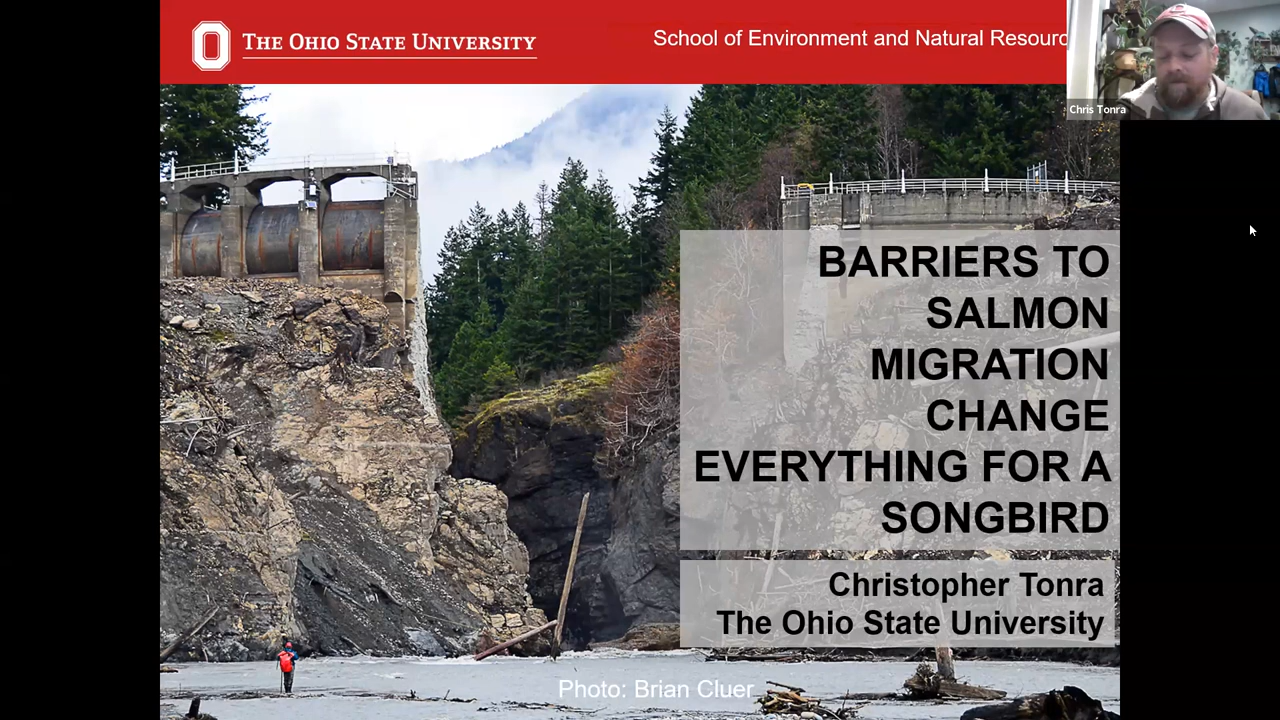 THE OHIO STATE UNIVERSITY
School of Environment and Natural Resourc
Chris Tonra
BARRIERS TO
SALMON
MIGRATION
CHANGE
EVERYTHING FOR A
SONGBIRD
Christopher Tonra
The Ohio State University
Photo: Brian Cluer